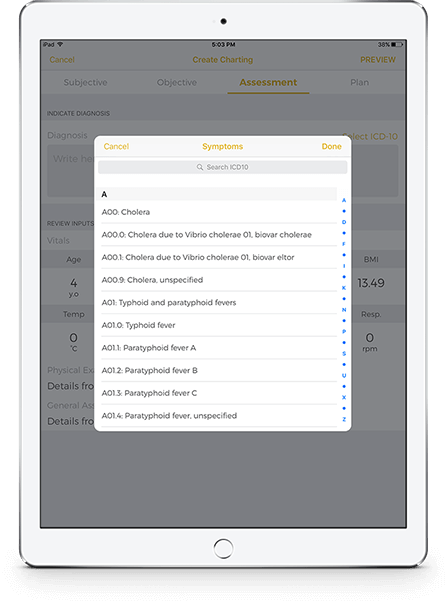 iPad 5:03 PM 38%
Cancel Create Charting PREVIEW
Subjective Objective Assessment Plan
INDICATE DIAGNOSIS
Diagnosis Select ICD-10
Write he
Cancel Symptoms Done
Search ICD10
A
A00: Cholera
A00.0: Cholera due to Vibrio cholerae 01, biovar cholerae
A00.1: Cholera due to Vibrio cholerae 01, biovar eltor
A00.9: Cholera, unspecified
A01: Typhoid and paratyphoid fevers
A01.0: Typhoid fever
A01.1: Paratyphoid fever A
A01.2: Paratyphoid fever B
A01.3: Paratyphoid fever C
A01.4: Paratyphoid fever, unspecified
A
D
F
I
K
N
P
S
U
X
Z
REVIEW INPUTS
Vitals
Age BMI
4 13.49
y.o
Temp Resp.
0 0
°C rpm
Physical Exa
Details fro
General Ass
Details fro